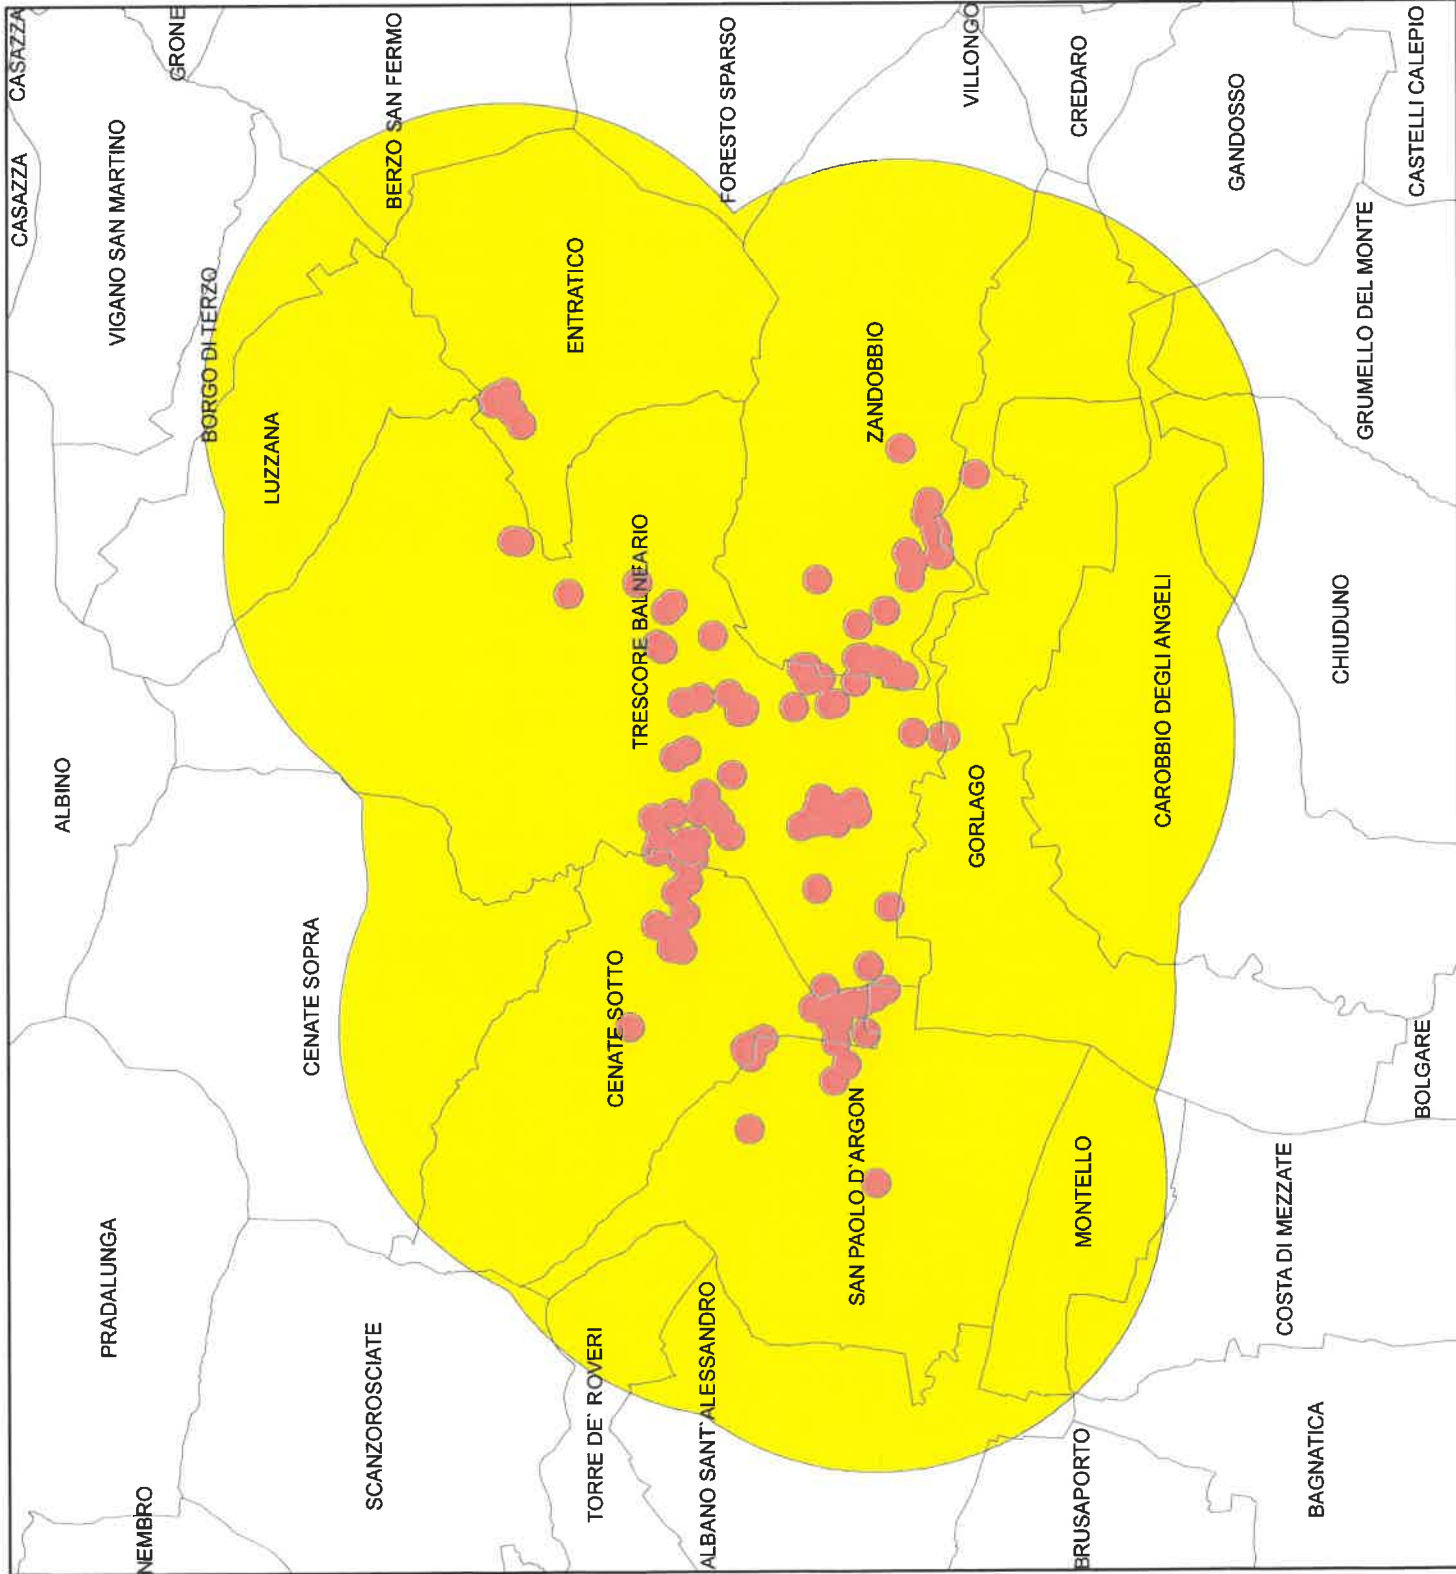 NEMBRO
PRADALUNGA
ALBINO
VIGANO SAN MARTINO
CASAZZA
CASAZZA
GRONE
SCANZOROSCIATE
CENATE SOPRA
LUZZANA
BORGO DI TERZO
BERZO SAN FERMO
TORRE DE` ROVERI
CENATE SOTTO
TRESCORE BALNEARIO
ENTRATICO
ALBANO SANT`ALESSANDRO
FORESTO SPARSO
SAN PAOLO D`ARGON
ZANDOBBIO
GORLAGO
VILLONGO
BRUSAPORTO
MONTELLO
CAROBBIO DEGLI ANGELI
CREDARO
COSTA DI MEZZATE
GANDOSSO
BAGNATICA
CHIUDUNO
GRUMELLO DEL MONTE
BOLGARE
CASTELLI CALEPIO